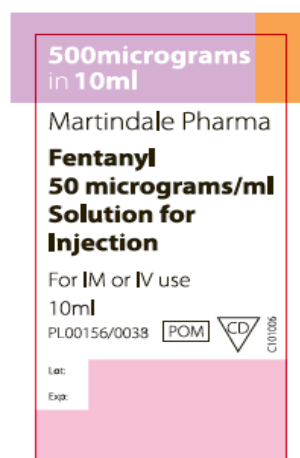 500micrograms
in 10ml
Martindale Pharma
Fentanyl
50 micrograms/ml
Solution for
Injection
For IM or IV use
10ml
PL00156/0038 POM CD
C101006
Lot:
Exp: